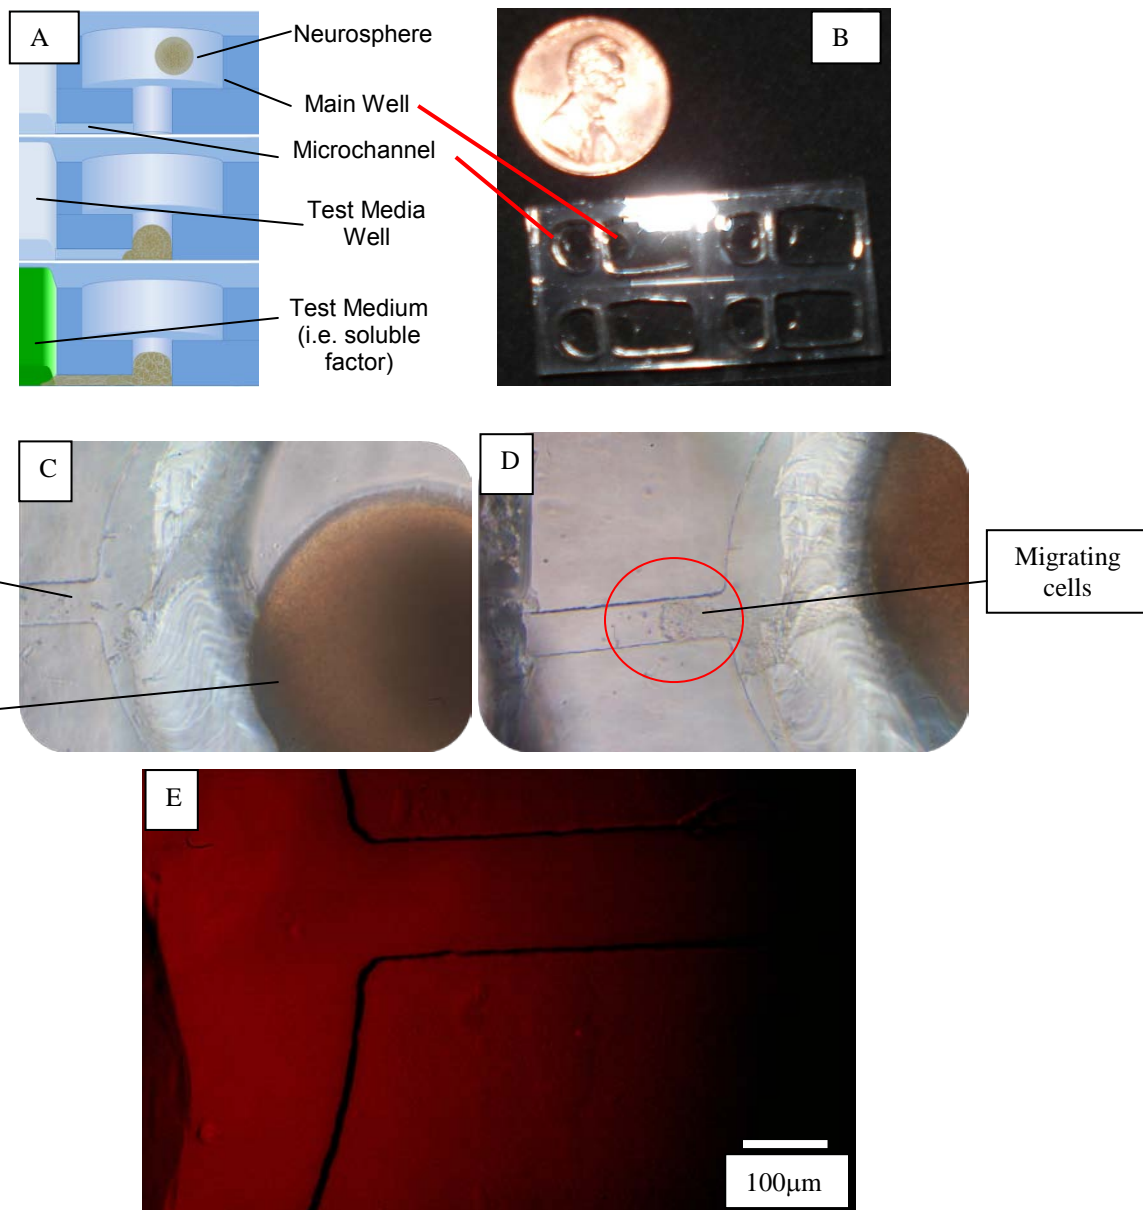 A
Neurosphere
Main Well
Microchannel
Test Media
Well
Test Medium
(i.e. soluble
factor)
B
C
D
Migrating
cells
E
100μm